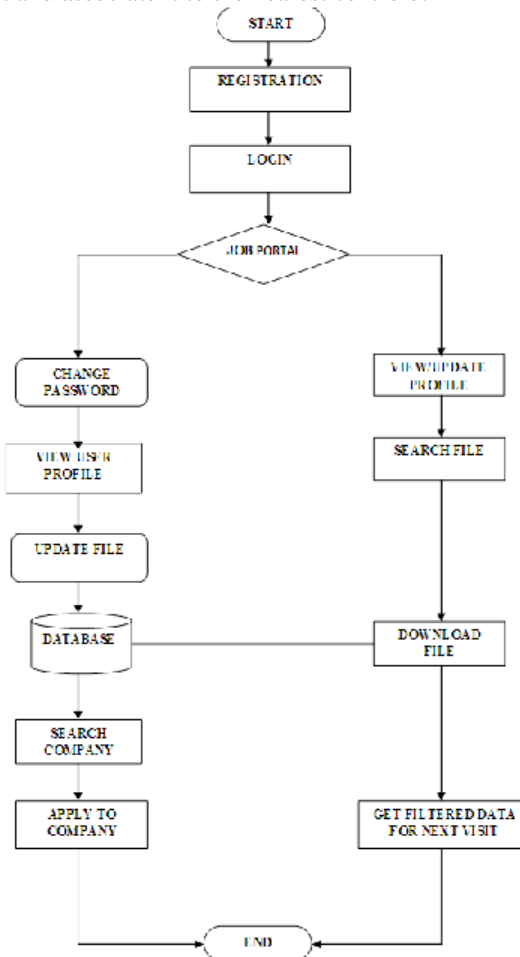 START
REGISTRATION
LOGIN
JOB PORTAL
CHANGE
PASSWORD
VIEW USER
PROFILE
UPDATE FILE
DATABASE
SEARCH
COMPANY
APPLY TO
COMPANY
VIEW/UPDATE
PROFILE
SEARCH FILE
DOWNLOAD
FILE
GET FILTERED DATA
FOR NEXT VISIT
END